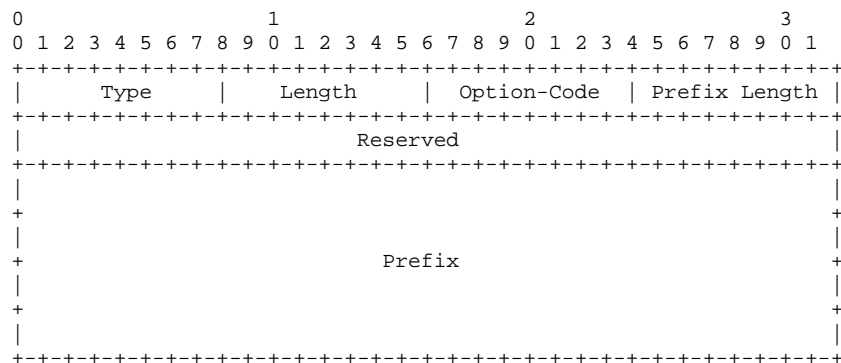 0                   1                   2                   3
0 1 2 3 4 5 6 7 8 9 0 1 2 3 4 5 6 7 8 9 0 1 2 3 4 5 6 7 8 9 0 1
+-+-+-+-+-+-+-+-+-+-+-+-+-+-+-+-+-+-+-+-+-+-+-+-+-+-+-+-+-+-+-+-+
|      Type     |    Length     |  Option-Code  | Prefix Length |
+-+-+-+-+-+-+-+-+-+-+-+-+-+-+-+-+-+-+-+-+-+-+-+-+-+-+-+-+-+-+-+-+
|                          Reserved                             |
+-+-+-+-+-+-+-+-+-+-+-+-+-+-+-+-+-+-+-+-+-+-+-+-+-+-+-+-+-+-+-+-+
|                                                               |
+                                                               +
|                                                               |
+                            Prefix                             +
|                                                               |
+                                                               +
|                                                               |
+-+-+-+-+-+-+-+-+-+-+-+-+-+-+-+-+-+-+-+-+-+-+-+-+-+-+-+-+-+-+-+-+